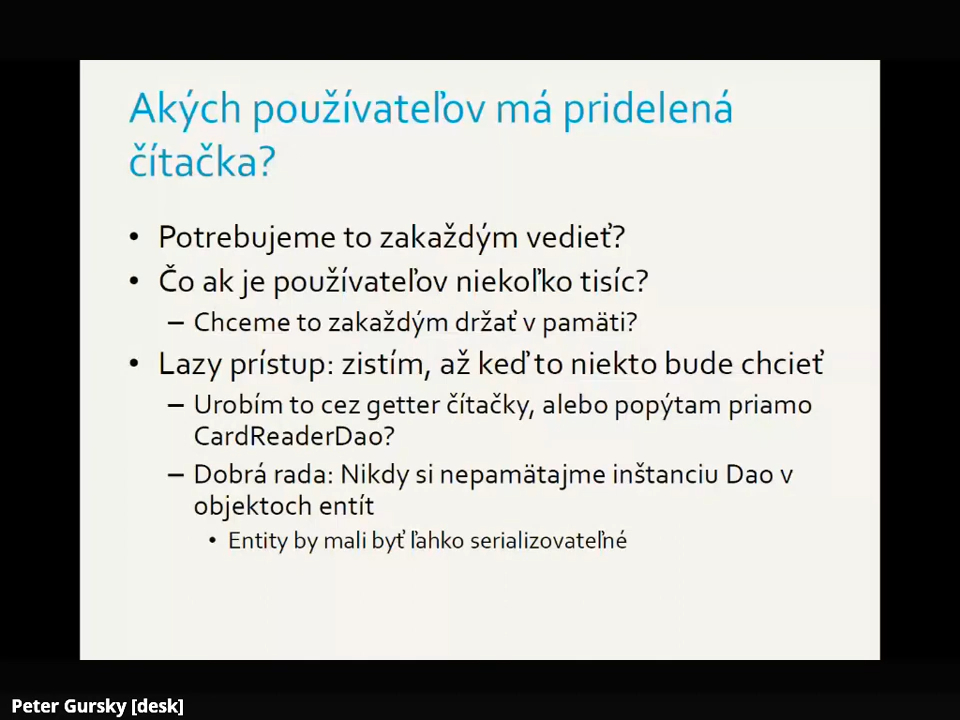 Akých používateľov má pridelená
čítačka?
• Potrebujeme to zakaždým vedieť?
• Čo ak je používateľov niekoľko tisíc?
– Chceme to zakaždým držať v pamäti?
• Lazy prístup: zistím, až keď to niekto bude chcieť
– Urobím to cez getter čítačky, alebo popýtam priamo
CardReaderDao?
– Dobrá rada: Nikdy si nepamätajme inštanciu Dao v
objektoch entít
• Entity by mali byť ľahko serializovateľné
Peter Gursky [desk]